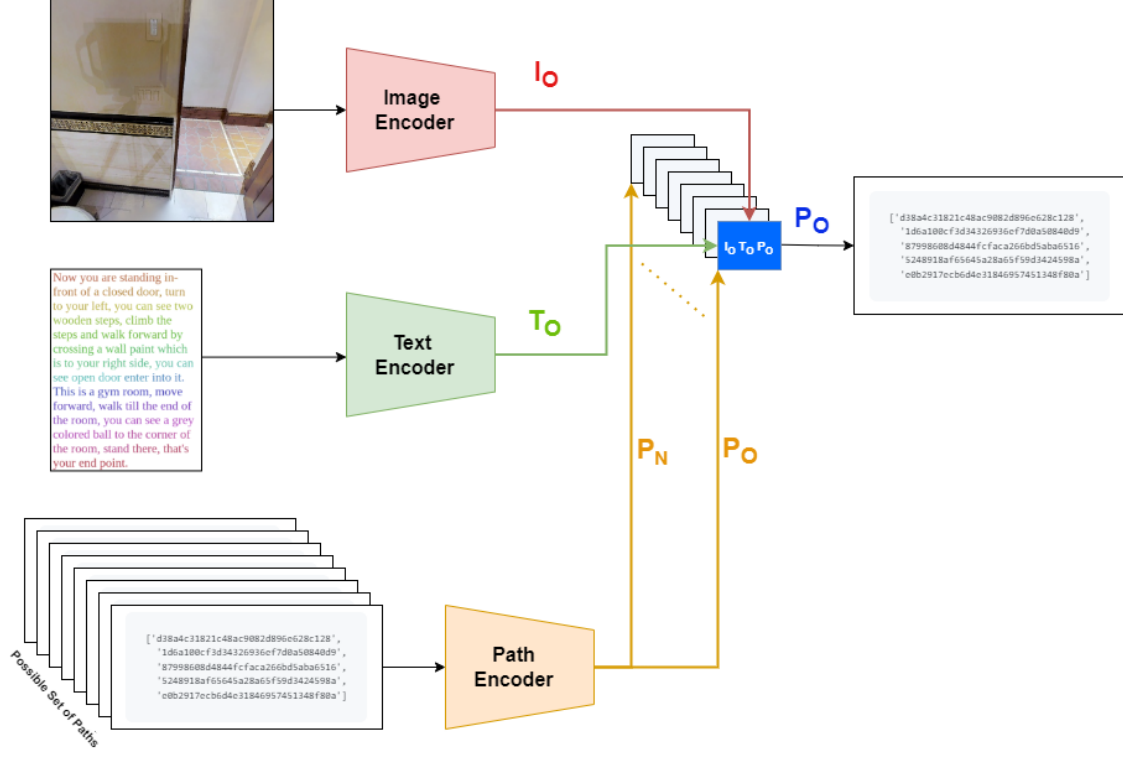 Image
Encoder
I_O
Now you are standing in-
front of a closed door, turn
to your left, you can see two
wooden steps, climb the
steps and walk forward by
crossing a wall paint which
is to your right side, you can
see open door enter into it.
This is a gym room, move
forward, walk till the end of
the room, you can see a grey
colored ball to the corner of
the room, stand there, that's
your end point.
Text
Encoder
T_O
I_O T_O P_O
P_O
['d38a4c31821c48ac9082d896e628c128',
'1d6a100cf3d34326936ef7d0a50840d9',
'87998608d4844fcfaca266bd5aba6516',
'5248918af65645a28a65f59d3424598a',
'e0b2917ecb6d4e31846957451348f80a']
P_N
P_O
Possible Set of Paths
['d38a4c31821c48ac9082d896e628c128',
'1d6a100cf3d34326936ef7d0a50840d9',
'87998608d4844fcfaca266bd5aba6516',
'5248918af65645a28a65f59d3424598a',
'e0b2917ecb6d4e31846957451348f80a']
Path
Encoder